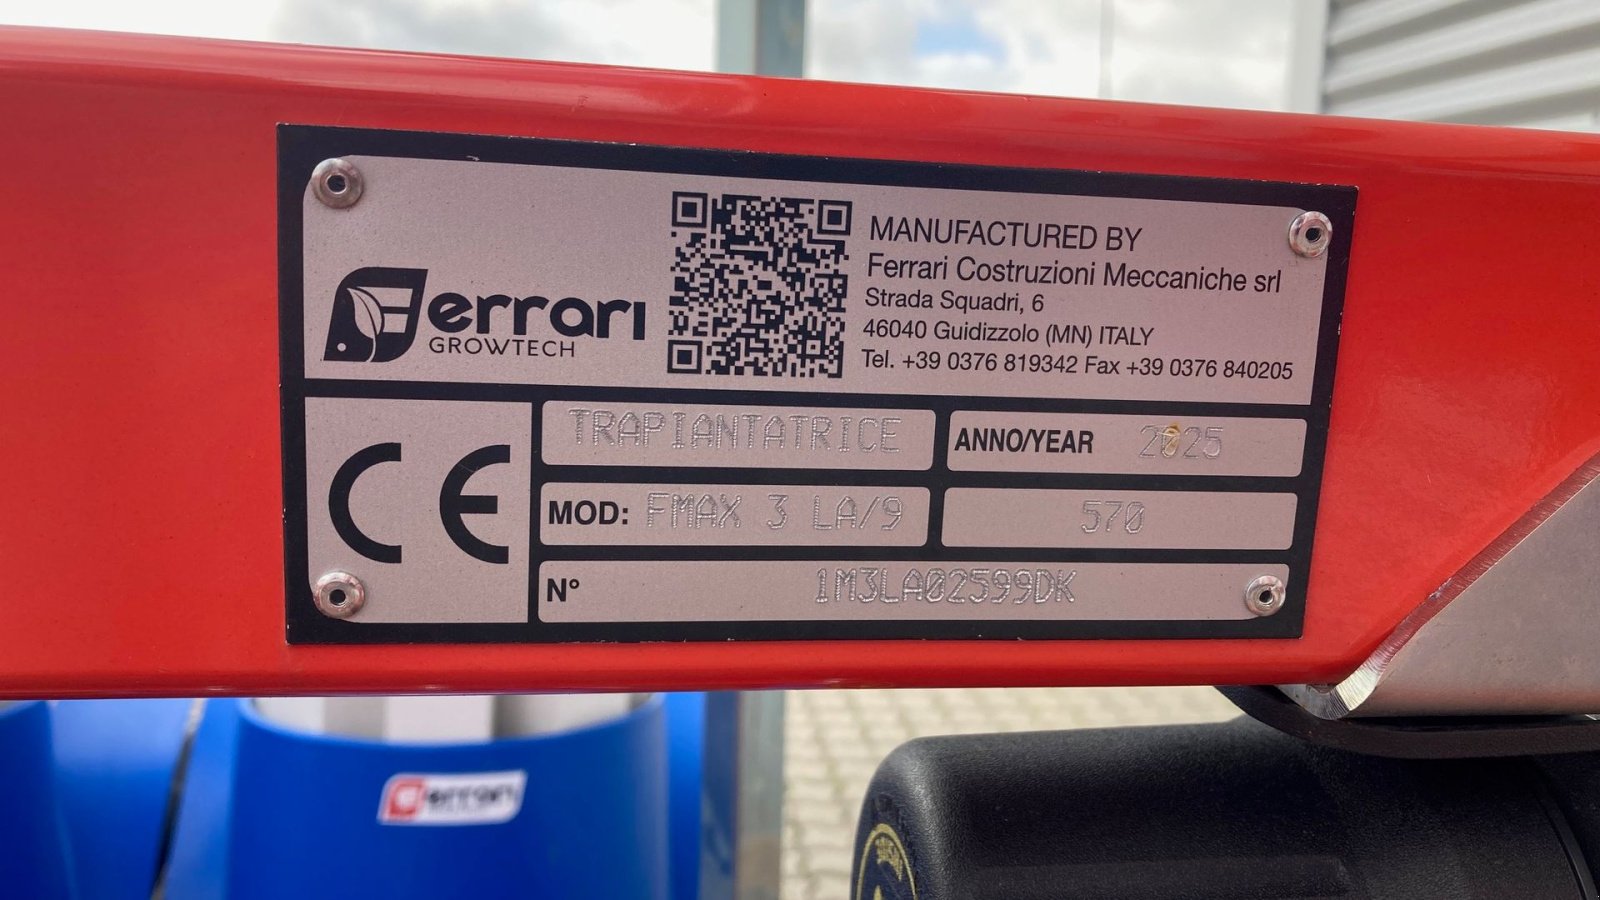 Ferrari
GROWTECH
MANUFACTURED BY
Ferrari Costruzioni Meccaniche srl
Strada Squadri, 6
46040 Guidizzolo (MN) ITALY
Tel. +39 0376 819342 Fax +39 0376 840205
CE
TRAPIANTATRICE
ANNO/YEAR 2025
MOD: FMAX 3 LA/9
570
N° 1M3LA02599DK
Ferrari